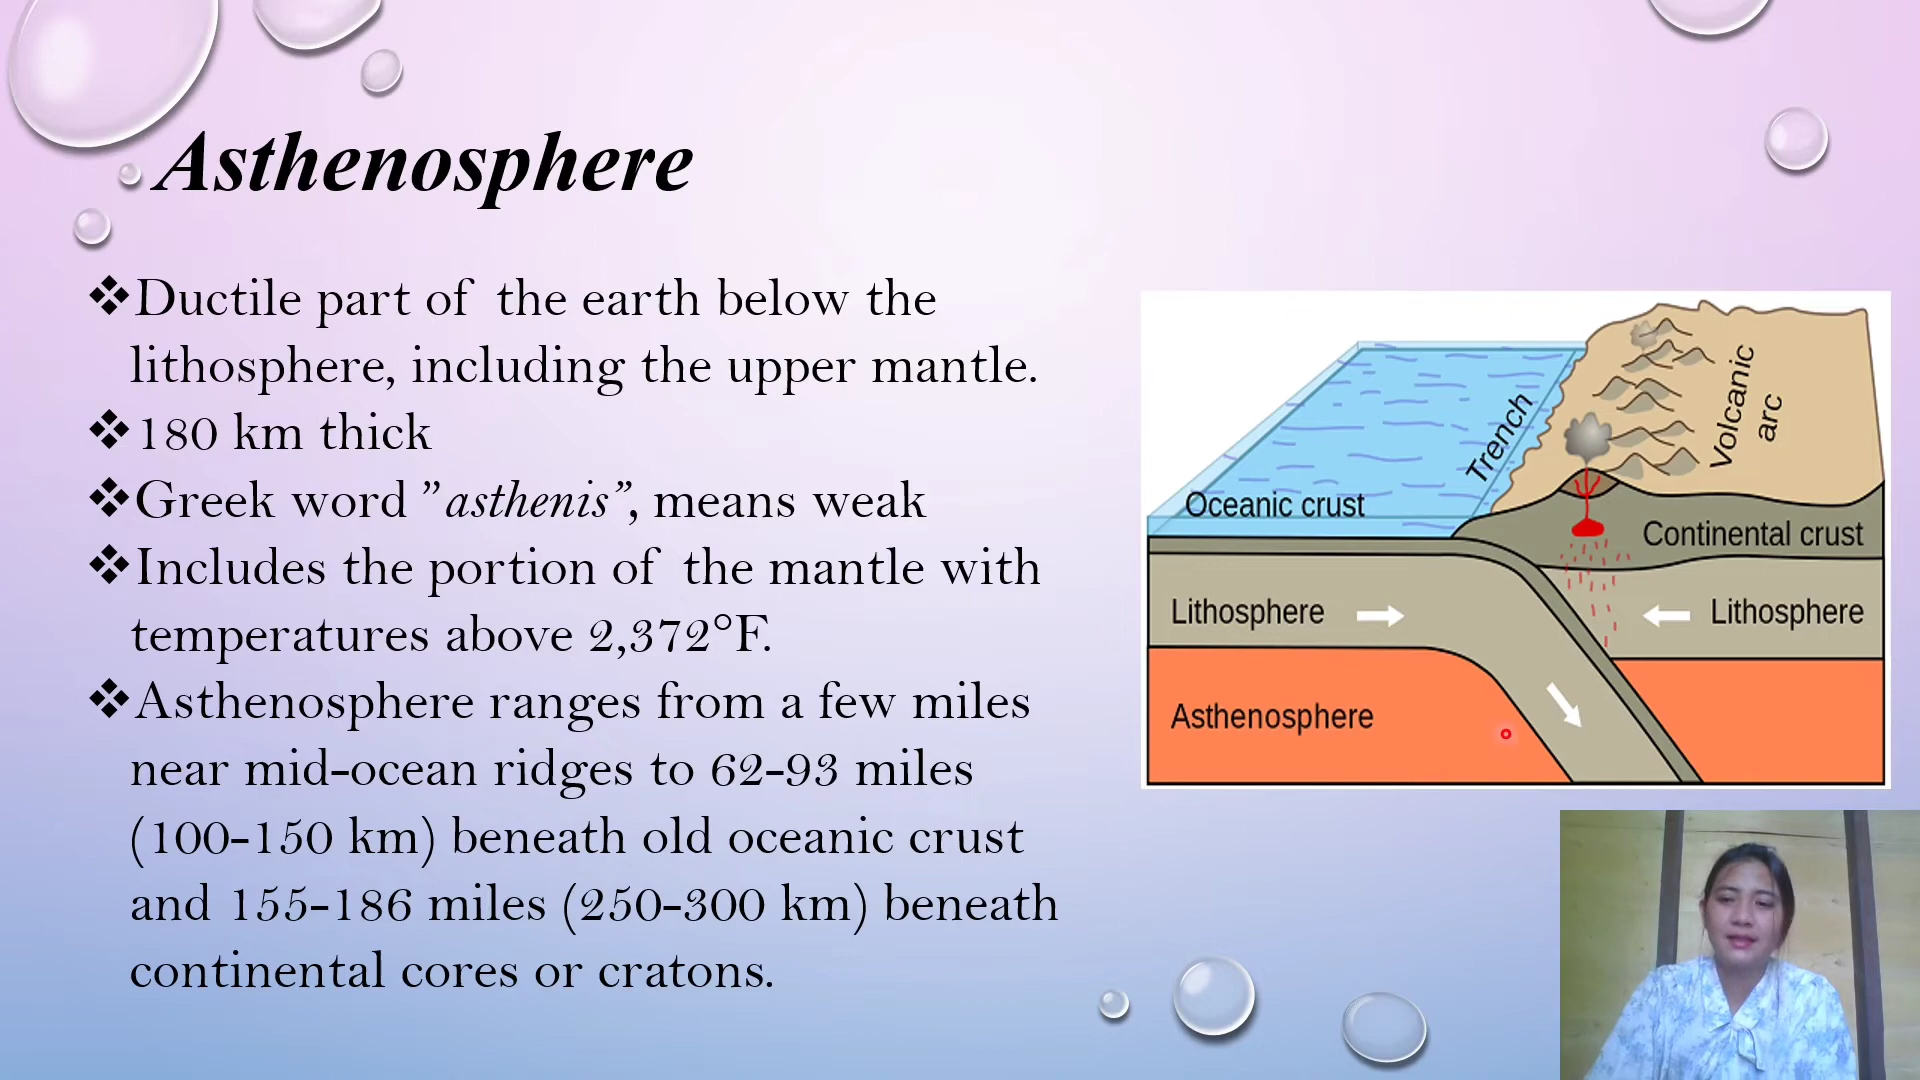 Asthenosphere
❖Ductile part of the earth below the
lithosphere, including the upper mantle.
❖180 km thick
❖Greek word ”asthenis”, means weak
❖Includes the portion of the mantle with
temperatures above 2,372°F.
❖Asthenosphere ranges from a few miles
near mid-ocean ridges to 62-93 miles
(100-150 km) beneath old oceanic crust
and 155-186 miles (250-300 km) beneath
continental cores or cratons.
Trench
Volcanic
arc
Oceanic crust
Continental crust
Lithosphere
Lithosphere
Asthenosphere